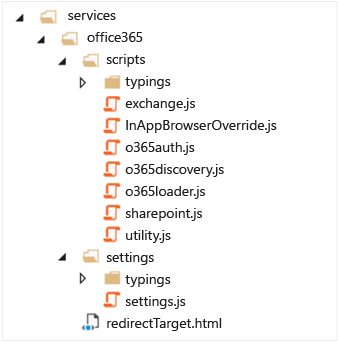 services
office365
scripts
typings
exchange.js
InAppBrowserOverride.js
o365auth.js
o365discovery.js
o365loader.js
sharepoint.js
utility.js
settings
typings
settings.js
redirectTarget.html